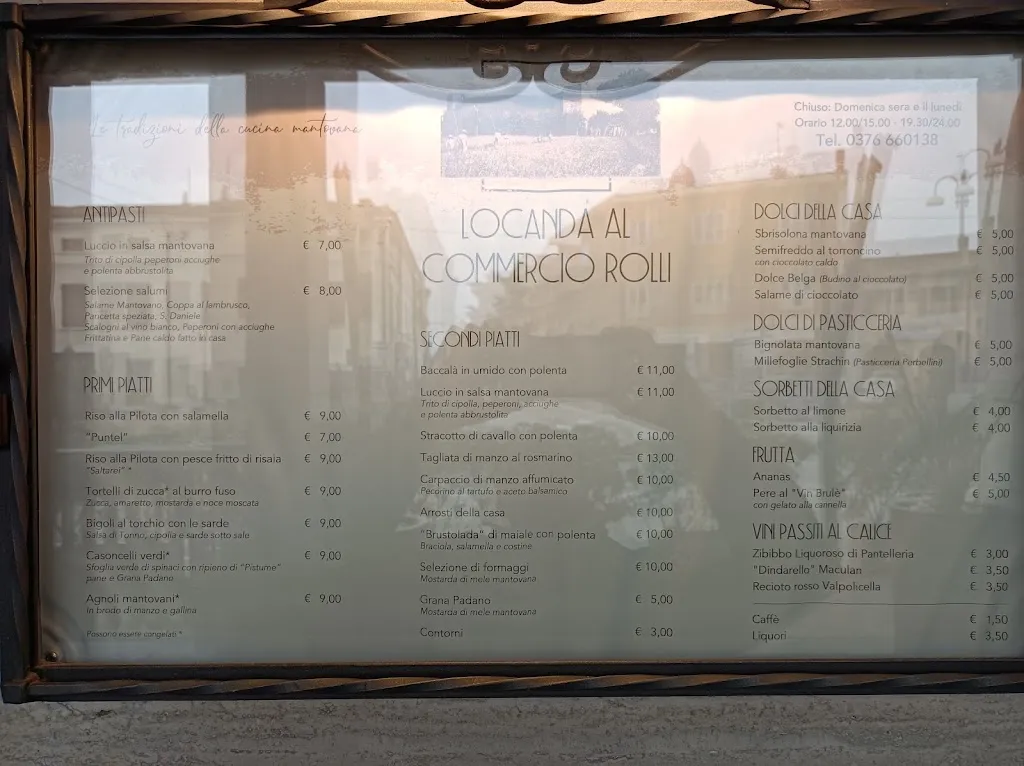 Le tradizioni della cucina mantovana
Chiuso: Domenica sera e il lunedì
Orario 12.00/15.00 - 19.30/24.00
Tel. 0376 660138
LOCANDA AL
COMMERCIO ROLLI
ANTIPASTI
Luccio in salsa mantovana € 7,00
Trito di cipolla peperoni acciughe
e polenta abbrustolita
Selezione salumi € 8,00
Salame Mantovano, Coppa al lambrusco,
Pancetta speziata, S. Daniele
Scalogni al vino bianco, Peperoni con acciughe
Frittatina e Pane caldo fatto in casa
PRIMI PIATTI
Riso alla Pilota con salamella € 9,00
"Puntel" € 7,00
Riso alla Pilota con pesce fritto di risaia € 9,00
"Saltarei" *
Tortelli di zucca* al burro fuso € 9,00
Zucca, amaretto, mostarda e noce moscata
Bigoli al torchio con le sarde € 9,00
Salsa di Tonno, cipolla e sarde sotto sale
Casoncelli verdi* € 9,00
Sfoglia verde di spinaci con ripieno di "Pistume"
pane e Grana Padano
Agnoli mantovani* € 9,00
in brodo di manzo e gallina
Possono essere congelati *
SECONDI PIATTI
Baccalà in umido con polenta € 11,00
Luccio in salsa mantovana € 11,00
Trito di cipolla, peperoni, acciughe
e polenta abbrustolita
Stracotto di cavallo con polenta € 10,00
Tagliata di manzo al rosmarino € 13,00
Carpaccio di manzo affumicato € 10,00
Pecorino al tartufo e aceto balsamico
Arrosti della casa € 10,00
"Brustolada" di maiale con polenta € 10,00
Braciola, salamella e costine
Selezione di formaggi € 10,00
Mostarda di mele mantovana
Grana Padano € 5,00
Mostarda di mele mantovana
Contorni € 3,00
DOLCI DELLA CASA
Sbrisolona mantovana € 5,00
Semifreddo al torroncino € 5,00
con cioccolato caldo
Dolce Belga (Budino al cioccolato) € 5,00
Salame di cioccolato € 5,00
DOLCI DI PASTICCERIA
Bignolata mantovana € 5,00
Millefoglie Strachin (Pasticceria Perbellini) € 5,00
SORBETTI DELLA CASA
Sorbetto al limone € 4,00
Sorbetto alla liquirizia € 4,00
FRUTTA
Ananas € 4,50
Pere al "Vin Brulè" € 5,00
con gelato alla cannella
VINI PASSITI AL CALICE
Zibibbo Liquoroso di Pantelleria € 3,00
"Dindarello" Maculan € 3,50
Recioto rosso Valpolicella € 3,50
Caffè € 1,50
Liquori € 3,50